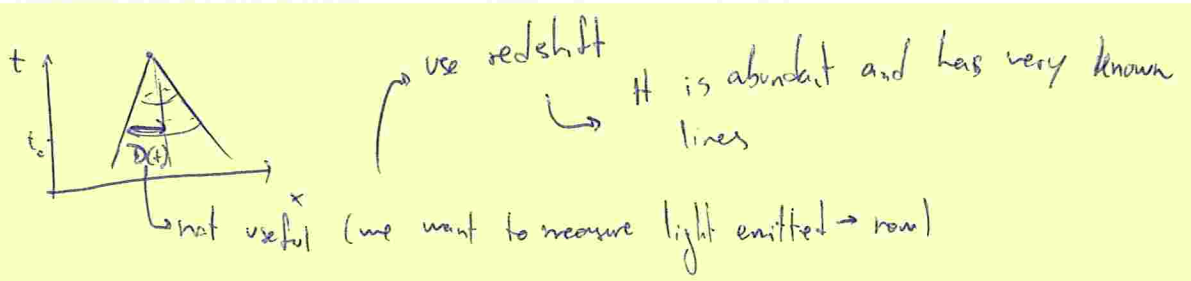 t
use redshift
H is abundant and has very known
lines
t₀
D(t)
x
not useful (we want to measure light emitted → now)